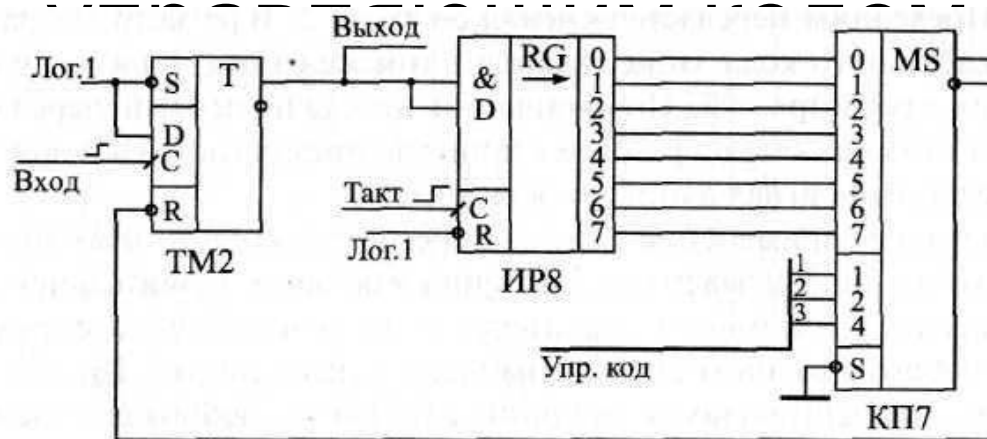 Выход
Лог.1
S
T
D
C
Вход
R
ТМ2
&
D
RG
0
1
2
3
4
5
6
7
Такт
C
R
Лог.1
ИР8
0
1
2
3
4
5
6
7
MS
1
2
3
1
2
4
Упр. код
S
КП7